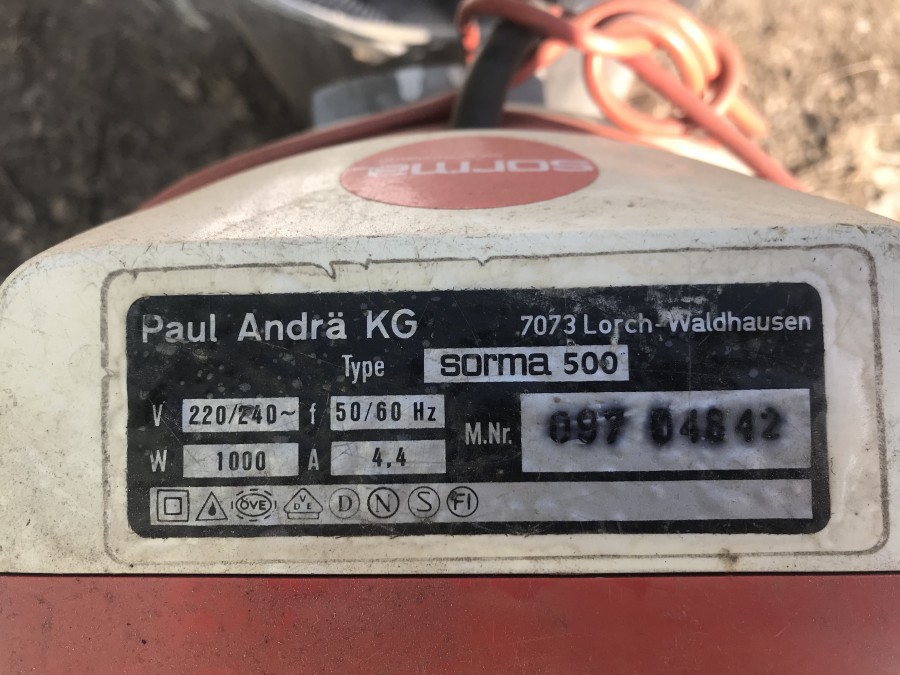 sorma
Paul Andrä KG 7073 Lorch-Waldhausen
Type sorma 500
V 220/240~ f 50/60 Hz
M.Nr. 097 04842
W 1000 A 4,4
ÖVE VDE D N S FI